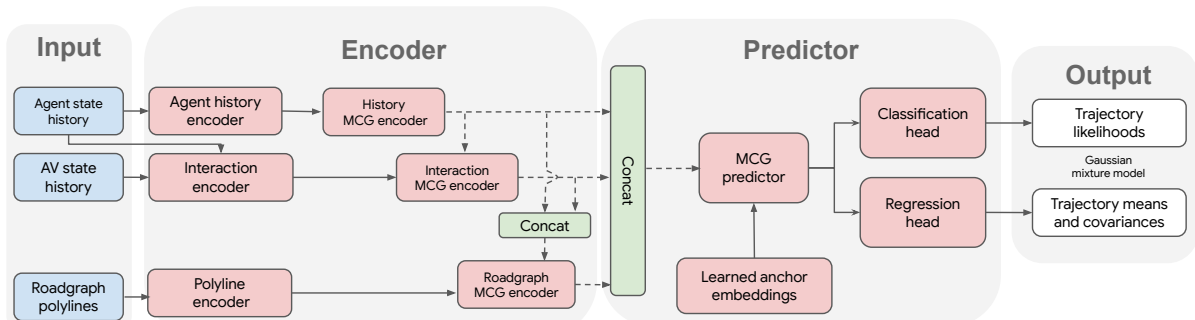 Input
Encoder
Predictor
Output
Agent state
history
Agent history
encoder
History
MCG encoder
AV state
history
Interaction
encoder
Interaction
MCG encoder
Concat
Roadgraph
polylines
Polyline
encoder
Roadgraph
MCG encoder
Concat
MCG
predictor
Learned anchor
embeddings
Classification
head
Regression
head
Trajectory
likelihoods
Gaussian
mixture model
Trajectory means
and covariances